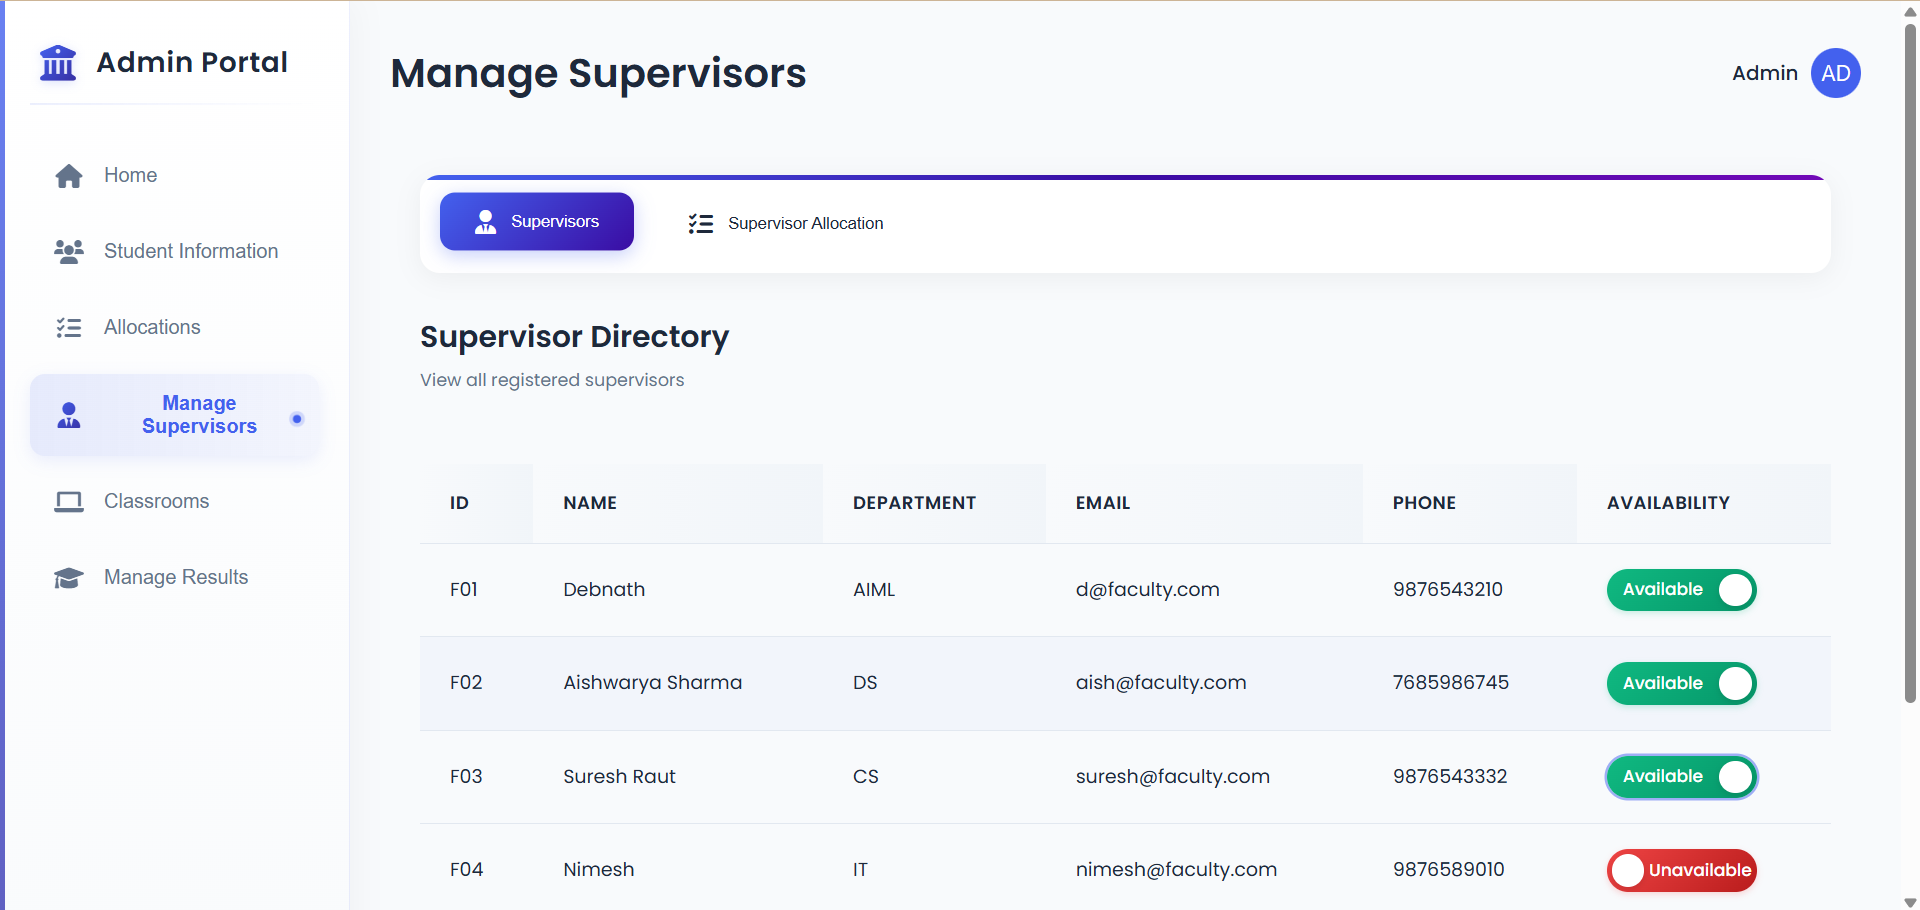 Admin Portal
Home
Student Information
Allocations
Manage
Supervisors
Classrooms
Manage Results
Manage Supervisors
Admin AD
Supervisors
Supervisor Allocation
Supervisor Directory
View all registered supervisors
ID NAME DEPARTMENT EMAIL PHONE AVAILABILITY
F01 Debnath AIML d@faculty.com 9876543210 Available
F02 Aishwarya Sharma DS aish@faculty.com 7685986745 Available
F03 Suresh Raut CS suresh@faculty.com 9876543332 Available
F04 Nimesh IT nimesh@faculty.com 9876589010 Unavailable